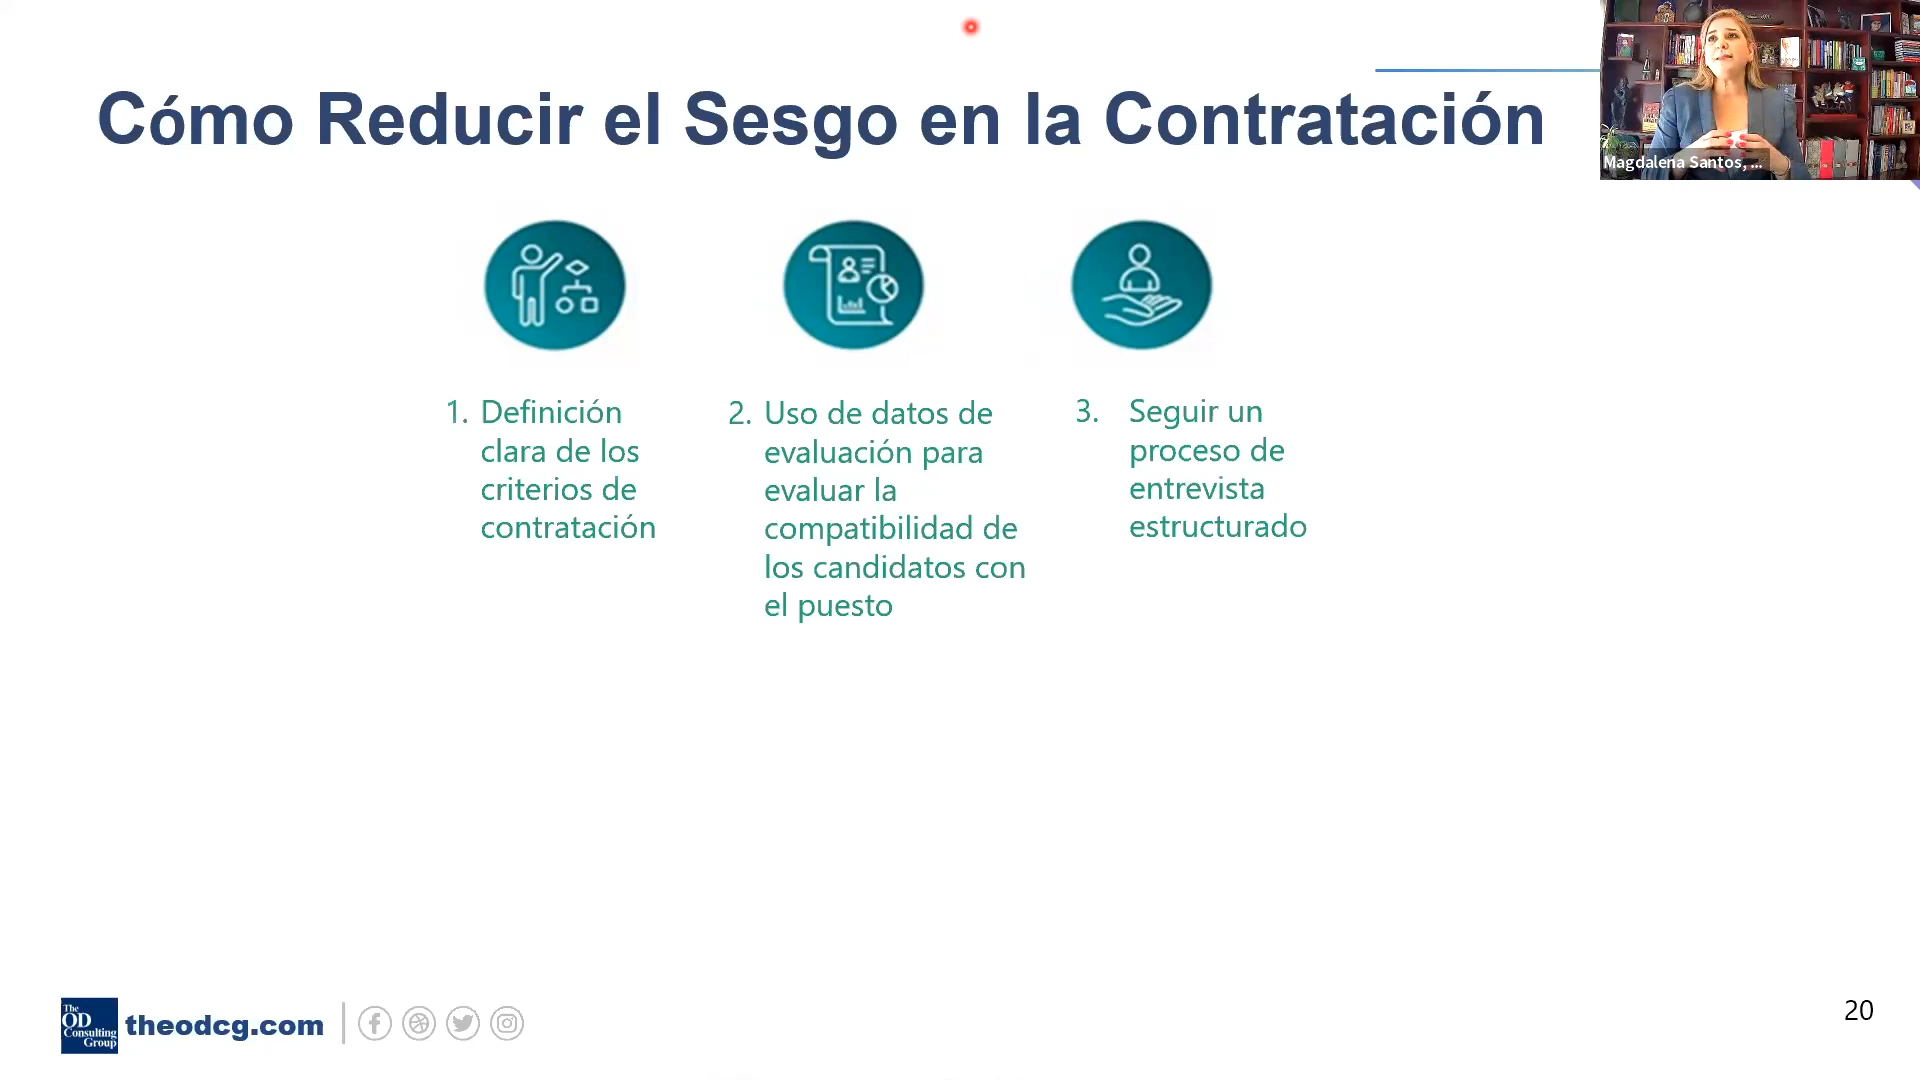 Cómo Reducir el Sesgo en la Contratación
Magdalena Santos, ...
1. Definición
clara de los
criterios de
contratación
2. Uso de datos de
evaluación para
evaluar la
compatibilidad de
los candidatos con
el puesto
3. Seguir un
proceso de
entrevista
estructurado
The
OD
Consulting
Group
theodcg.com
20